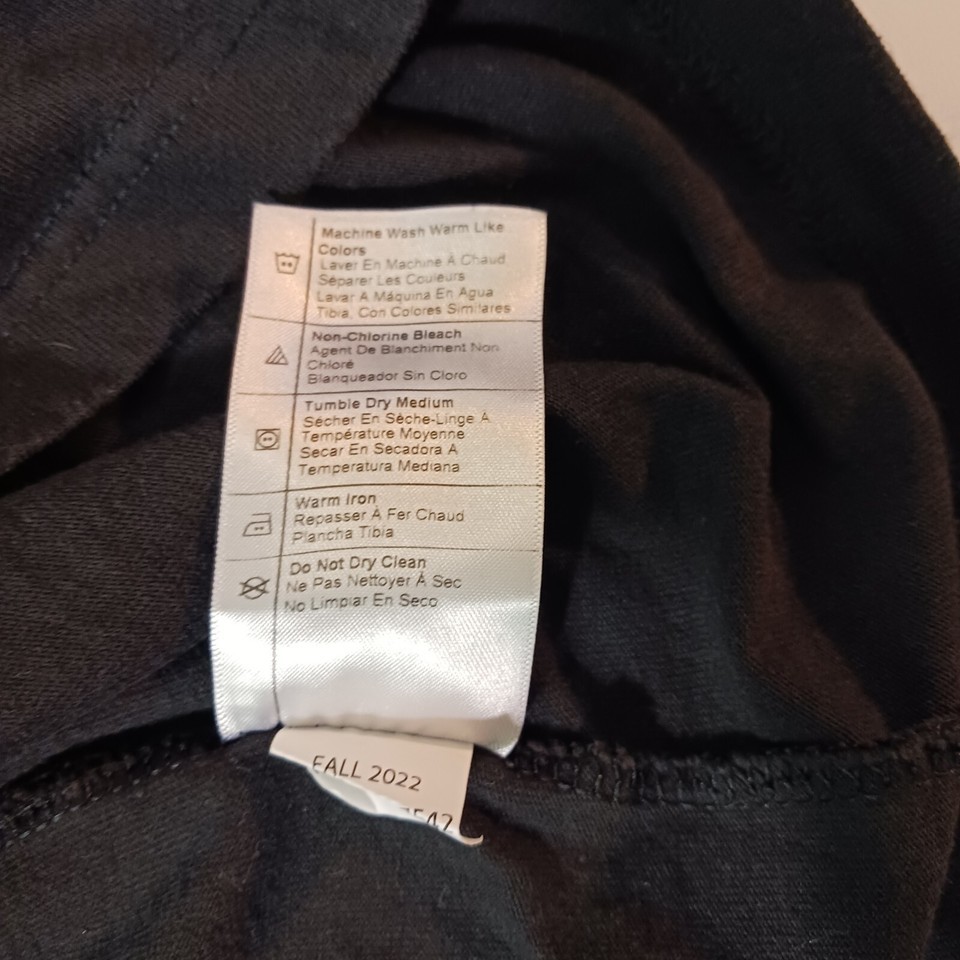 Machine Wash Warm Like
Colors
Laver En Machine À Chaud
Séparer Les Couleurs
Lavar A Máquina En Agua
Tibia, Con Colores Similares
Non-Chlorine Bleach
Agent De Blanchiment Non
Chloré
Blanqueador Sin Cloro
Tumble Dry Medium
Sécher En Sèche-Linge À
Température Moyenne
Secar En Secadora A
Temperatura Mediana
Warm Iron
Repasser À Fer Chaud
Plancha Tibia
Do Not Dry Clean
Ne Pas Nettoyer À Sec
No Limpiar En Seco
FALL 2022